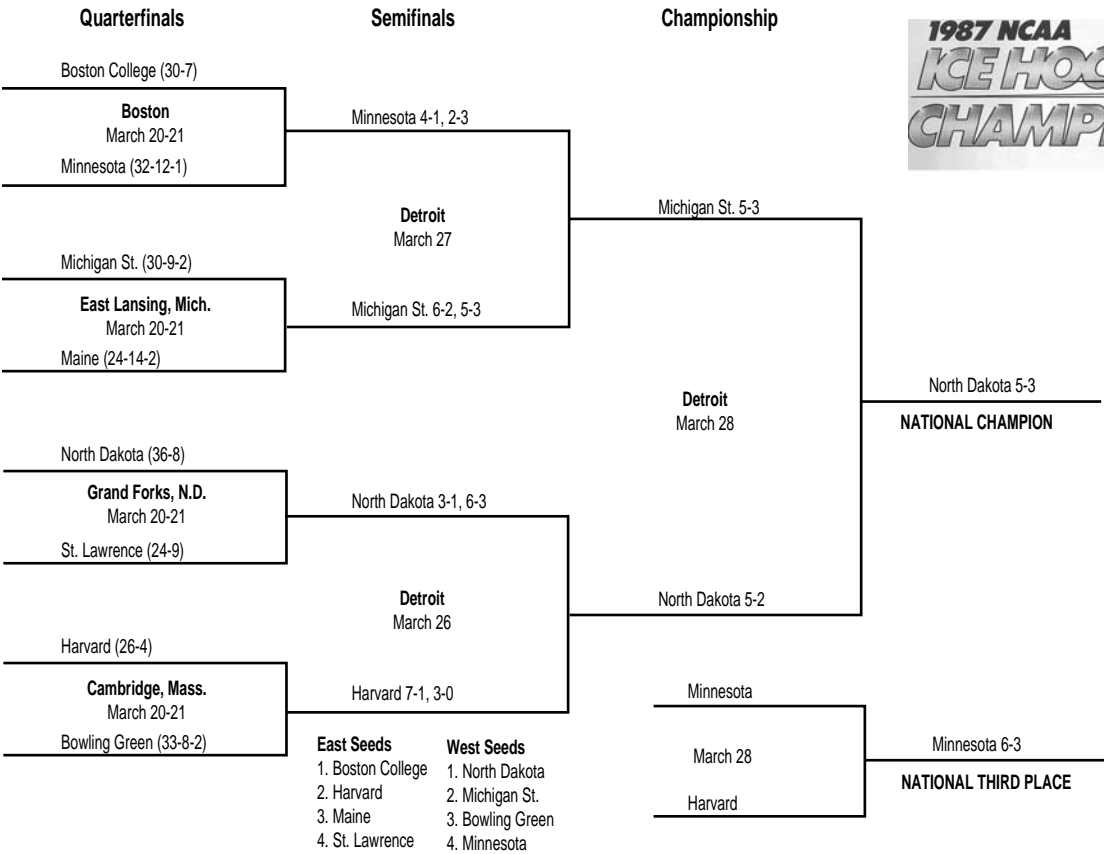 Quarterfinals
Semifinals
Championship
1987 NCAA
ICE HOC
CHAMPI
Boston College (30-7)
Boston
March 20-21
Minnesota (32-12-1)
Michigan St. (30-9-2)
East Lansing, Mich.
March 20-21
Maine (24-14-2)
North Dakota (36-8)
Grand Forks, N.D.
March 20-21
St. Lawrence (24-9)
Harvard (26-4)
Cambridge, Mass.
March 20-21
Bowling Green (33-8-2)
Minnesota 4-1, 2-3
Detroit
March 27
Michigan St. 6-2, 5-3
North Dakota 3-1, 6-3
Detroit
March 26
Harvard 7-1, 3-0
Michigan St. 5-3
Detroit
March 28
North Dakota 5-2
North Dakota 5-3
NATIONAL CHAMPION
East Seeds
1. Boston College
2. Harvard
3. Maine
4. St. Lawrence
West Seeds
1. North Dakota
2. Michigan St.
3. Bowling Green
4. Minnesota
Minnesota
March 28
Harvard
Minnesota 6-3
NATIONAL THIRD PLACE